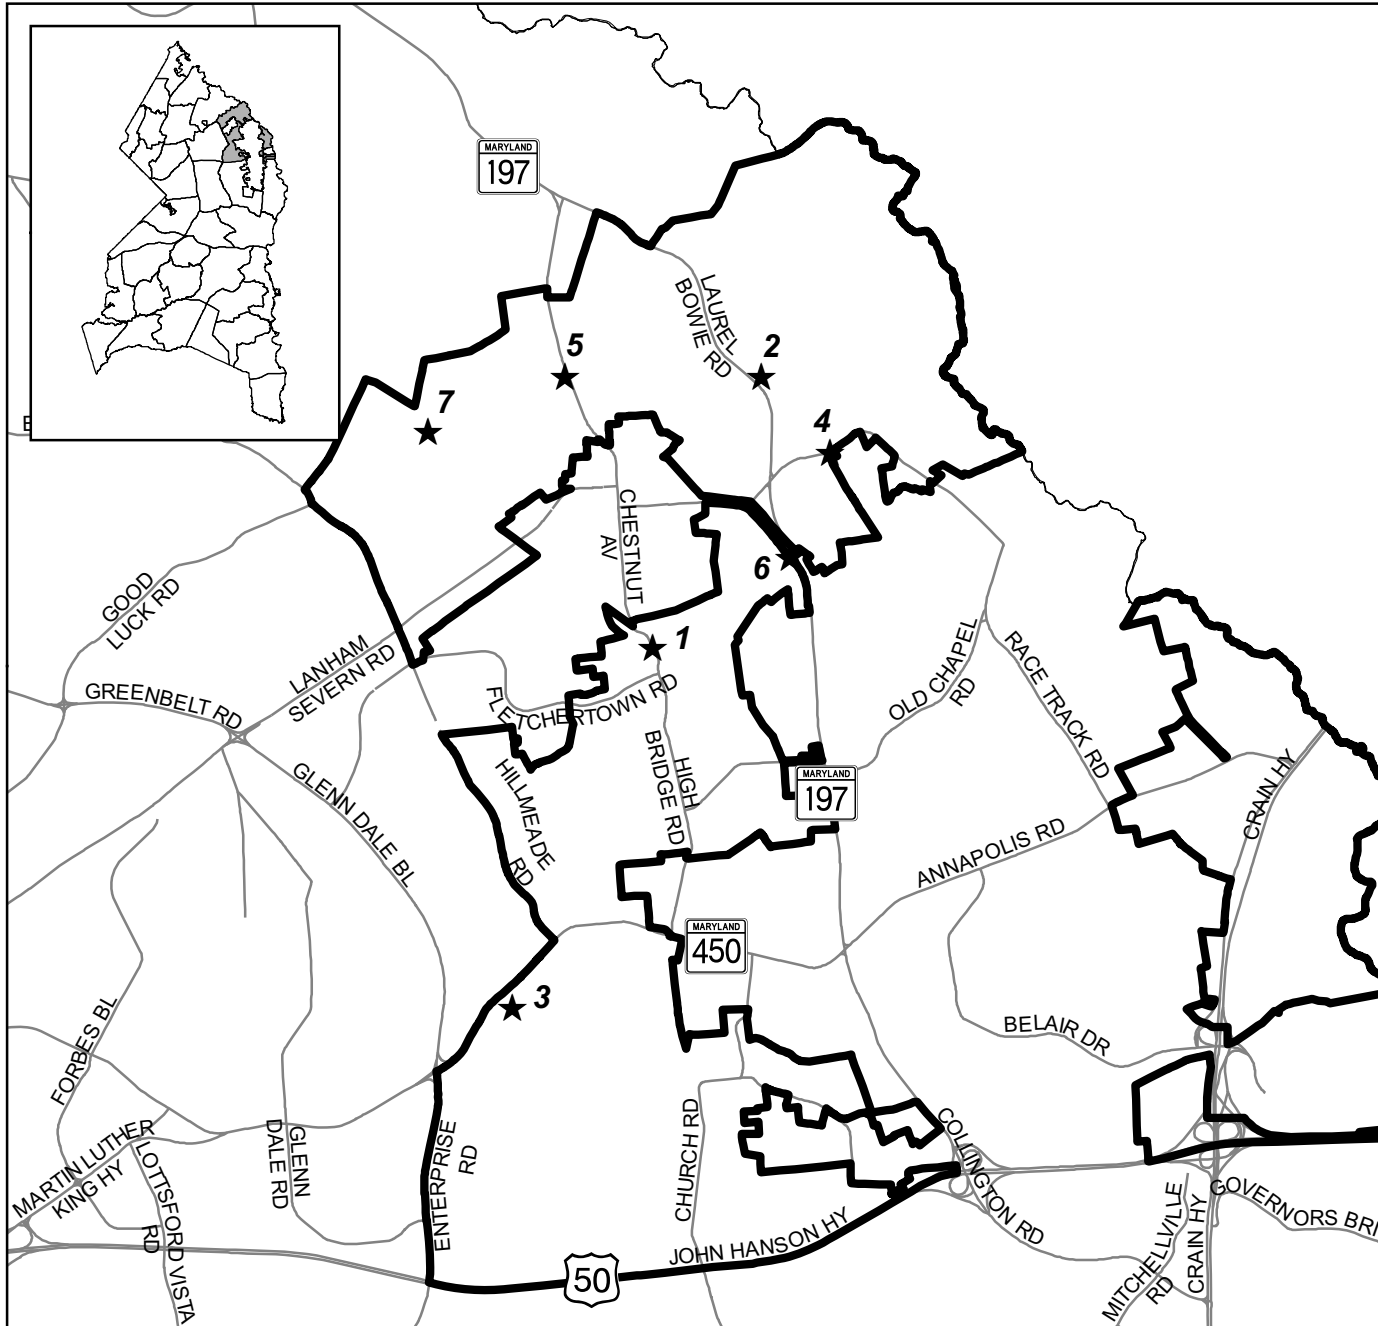 MARYLAND
197
LAUREL
BOWIE RD
5
2
7
4
E
CHESTNUT
AV
6
GOOD
LUCK RD
1
LANHAM
SEVERN RD
OLD CHAPEL
RD
RACE TRACK RD
GREENBELT RD
FLETCHERTOWN RD
HIGH
BRIDGE RD
HILLMEADE
RD
GLENN DALE BL
MARYLAND
197
CRAIN HY
ANNAPOLIS RD
MARYLAND
450
3
FORBES BL
BELAIR DR
GLENN
DALE RD
MARTIN LUTHER
KING HY
LOTTSFORD VISTA
RD
ENTERPRISE
RD
CHURCH RD
COLLINGTON RD
JOHN HANSON HY
50
MITCHELLVILLE
RD
CRAIN HY
GOVERNORS BRI